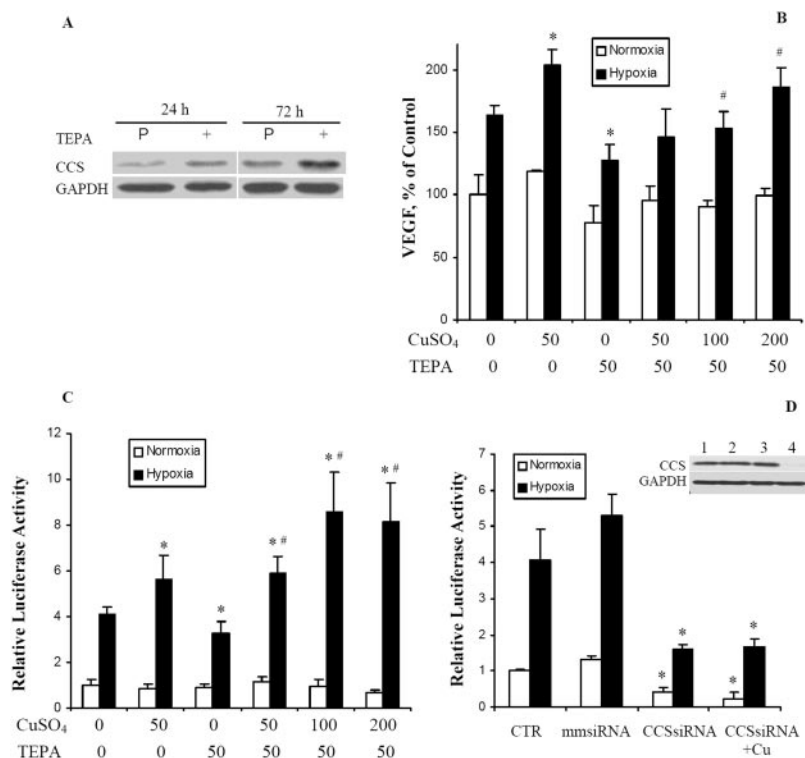 A
24 h 72 h
TEPA P + P +
CCS
GAPDH
B
Normoxia
Hypoxia
VEGF, % of Control
200
150
100
50
0
*
*
#
#
CuSO₄ 0 50 0 50 100 200
TEPA 0 0 50 50 50 50
C
Normoxia
Hypoxia
Relative Luciferase Activity
12
10
8
6
4
2
0
*
*
* #
* #
* #
CuSO₄ 0 50 0 50 100 200
TEPA 0 0 50 50 50 50
D
1 2 3 4
CCS
GAPDH
Normoxia
Hypoxia
Relative Luciferase Activity
7
6
5
4
3
2
1
0
*
*
*
*
CTR mmsiRNA CCSsiRNA CCSsiRNA
+Cu